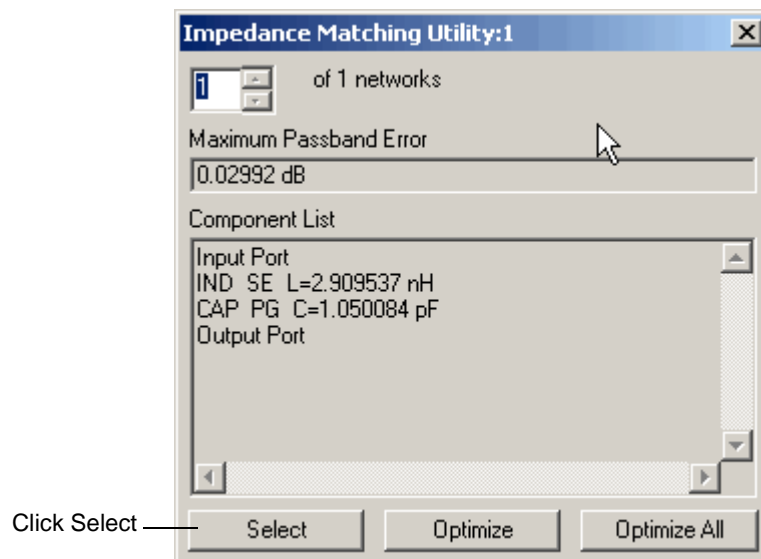 Impedance Matching Utility:1
1 of 1 networks
Maximum Passband Error
0.02992 dB
Component List
Input Port
IND SE L=2.909537 nH
CAP PG C=1.050084 pF
Output Port
Click Select
Select Optimize Optimize All